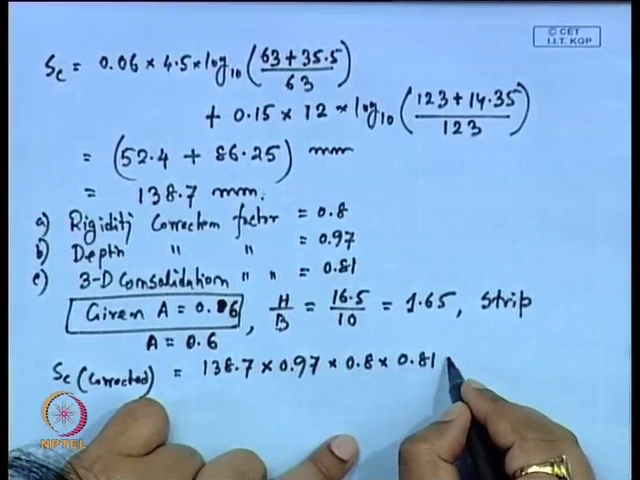 © CET
I.I.T. KGP
Sc = 0.06 × 4.5 × log10 (63 + 35.5 / 63)
+ 0.15 × 12 × log10 (123 + 14.35 / 123)
= (52.4 + 86.25) mm
= 138.7 mm.
a) Rigidity Correction factor = 0.8
b) Depth " " = 0.97
c) 3-D Consolidation " " = 0.81
Given A = 0.06, H/B = 16.5/10 = 1.65, Strip
A = 0.6
Sc (corrected) = 138.7 × 0.97 × 0.8 × 0.81
NPTEL